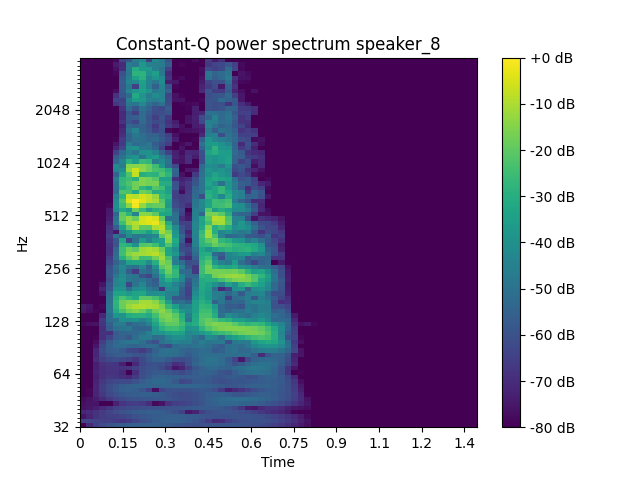 Constant-Q power spectrum speaker_8
Hz
2048
1024
512
256
128
64
32
0 0.15 0.3 0.45 0.6 0.75 0.9 1.1 1.2 1.4
Time
+0 dB
-10 dB
-20 dB
-30 dB
-40 dB
-50 dB
-60 dB
-70 dB
-80 dB